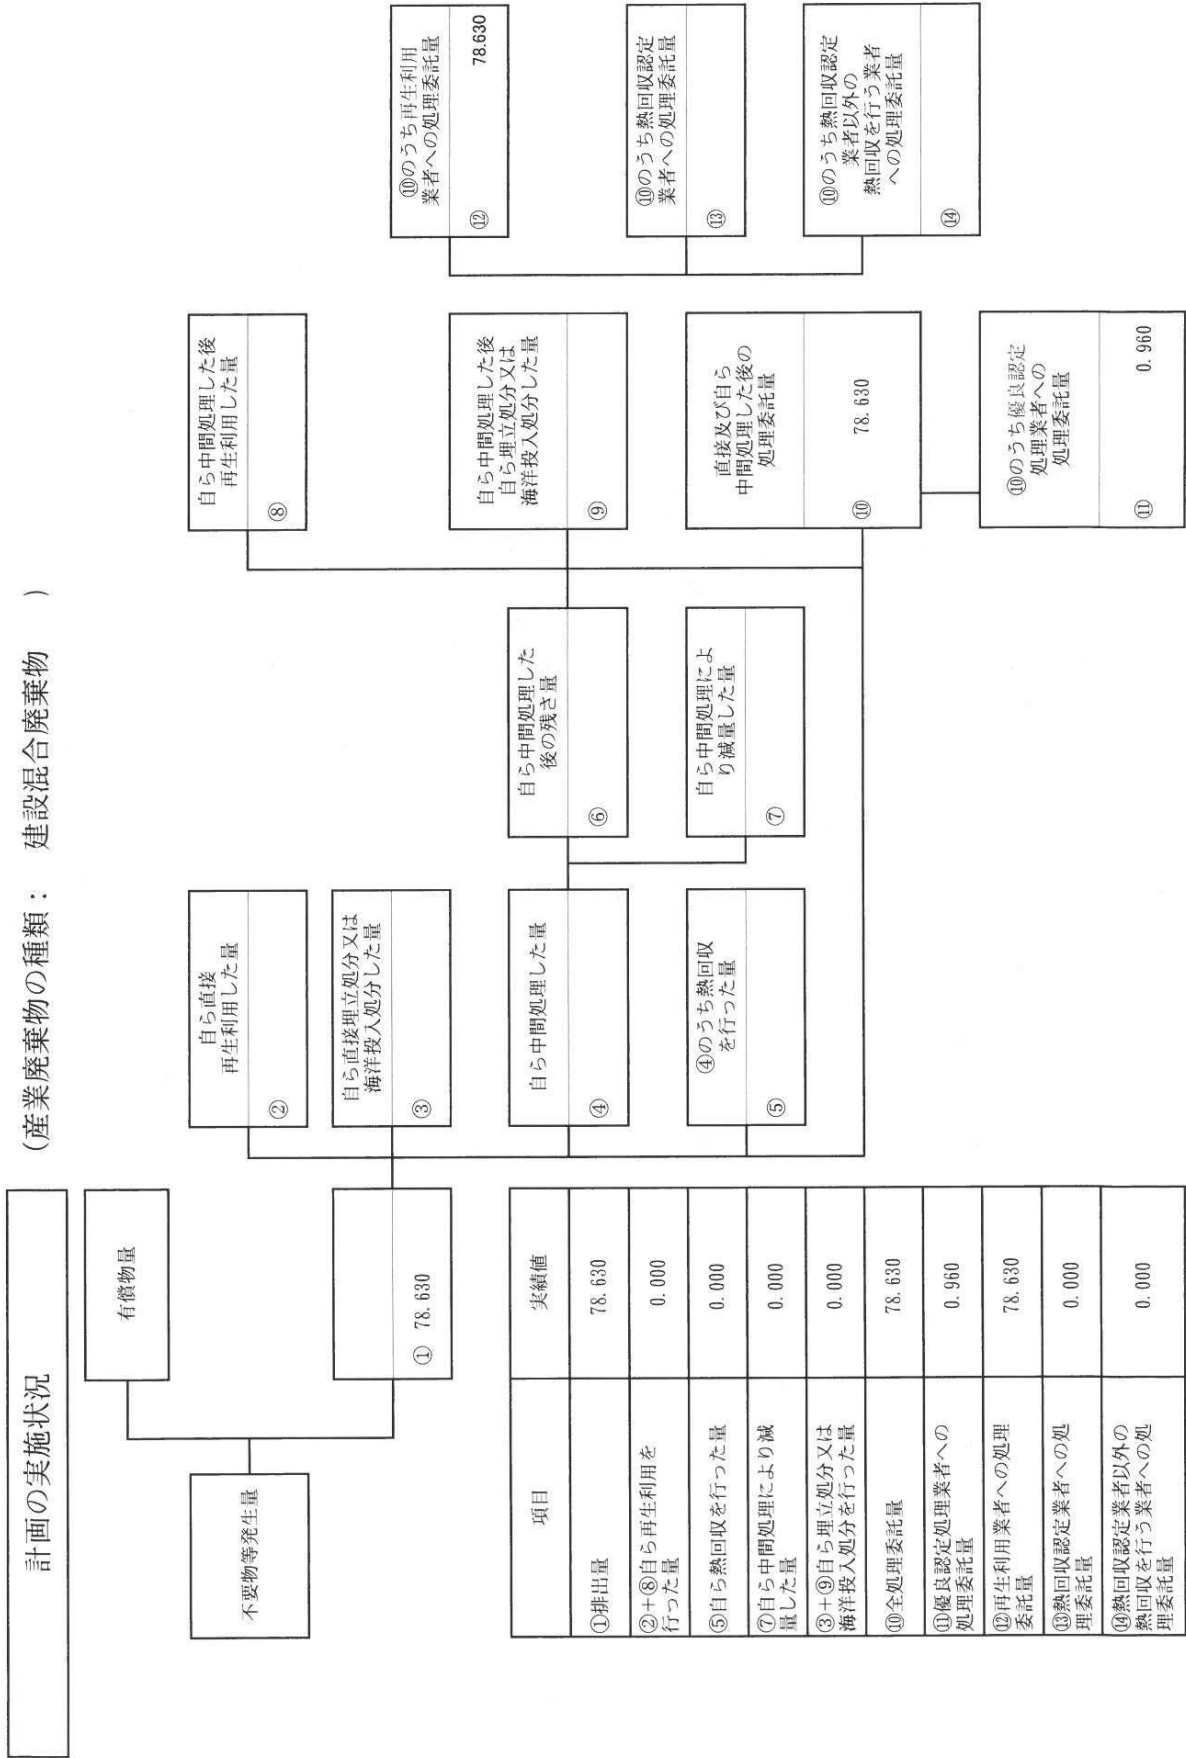 計画の実施状況
(産業廃棄物の種類： 建設混合廃棄物 )
不要物等発生量
有償物量
① 78.630
自ら直接
再生利用した量
②
自ら直接埋立処分又は
海洋投入処分した量
③
自ら中間処理した量
④
④のうち熱回収
を行った量
⑤
自ら中間処理した
後の残さ量
⑥
自ら中間処理によ
り減量した量
⑦
自ら中間処理した後
再生利用した量
⑧
自ら中間処理した後
自ら埋立処分又は
海洋投入処分した量
⑨
直接及び自ら
中間処理した後の
処理委託量
⑩ 78.630
⑩のうち優良認定
処理業者への
処理委託量
⑪ 0.960
⑩のうち再生利用
業者への処理委託量
⑫ 78.630
⑩のうち熱回収認定
業者への処理委託量
⑬
⑩のうち熱回収認定
業者以外の
熱回収を行う業者
への処理委託量
⑭
項目 実績値
①排出量 78.630
②+⑧自ら再生利用を
行った量 0.000
⑤自ら熱回収を行った量 0.000
⑦自ら中間処理により減
量した量 0.000
③+⑨自ら埋立処分又は
海洋投入処分を行った量 0.000
⑩全処理委託量 78.630
⑪優良認定処理業者への
処理委託量 0.960
⑫再生利用業者への処理
委託量 78.630
⑬熱回収認定業者への処
理委託量 0.000
⑭熱回収認定業者以外の
熱回収を行う業者への処
理委託量 0.000